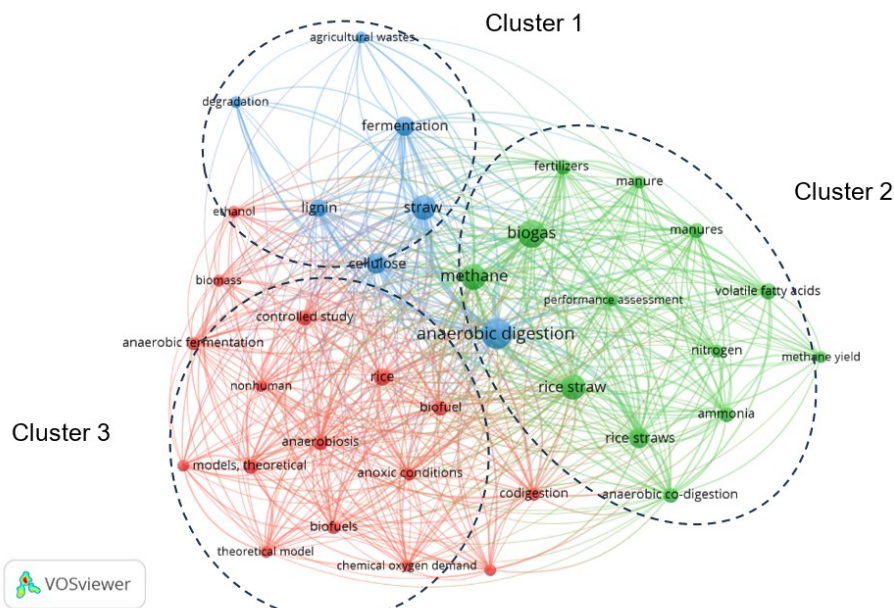 Cluster 1
agricultural wastes
degradation
fermentation
Cluster 2
fertilizers
manure
ethanol
lignin
straw
biogas
manures
cellulose
methane
biomass
performance assessment
volatile fatty acids
controlled study
anaerobic digestion
anaerobic fermentation
nitrogen
methane yield
nonhuman
rice
rice straw
biofuel
ammonia
Cluster 3
anaerobiosis
rice straws
models, theoretical
anoxic conditions
codigestion
anaerobic co-digestion
biofuels
theoretical model
chemical oxygen demand
VOSviewer